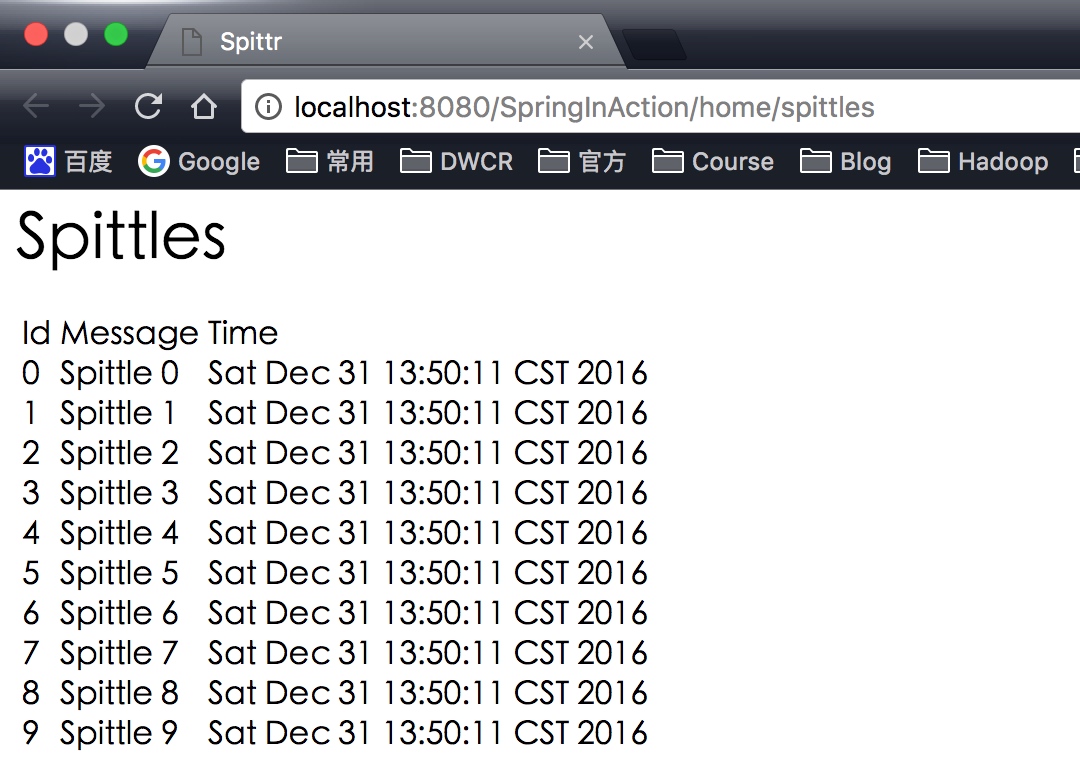 Spittr
localhost:8080/SpringInAction/home/spittles
百度 Google 常用 DWCR 官方 Course Blog Hadoop
Spittles
Id Message Time
0 Spittle 0 Sat Dec 31 13:50:11 CST 2016
1 Spittle 1 Sat Dec 31 13:50:11 CST 2016
2 Spittle 2 Sat Dec 31 13:50:11 CST 2016
3 Spittle 3 Sat Dec 31 13:50:11 CST 2016
4 Spittle 4 Sat Dec 31 13:50:11 CST 2016
5 Spittle 5 Sat Dec 31 13:50:11 CST 2016
6 Spittle 6 Sat Dec 31 13:50:11 CST 2016
7 Spittle 7 Sat Dec 31 13:50:11 CST 2016
8 Spittle 8 Sat Dec 31 13:50:11 CST 2016
9 Spittle 9 Sat Dec 31 13:50:11 CST 2016